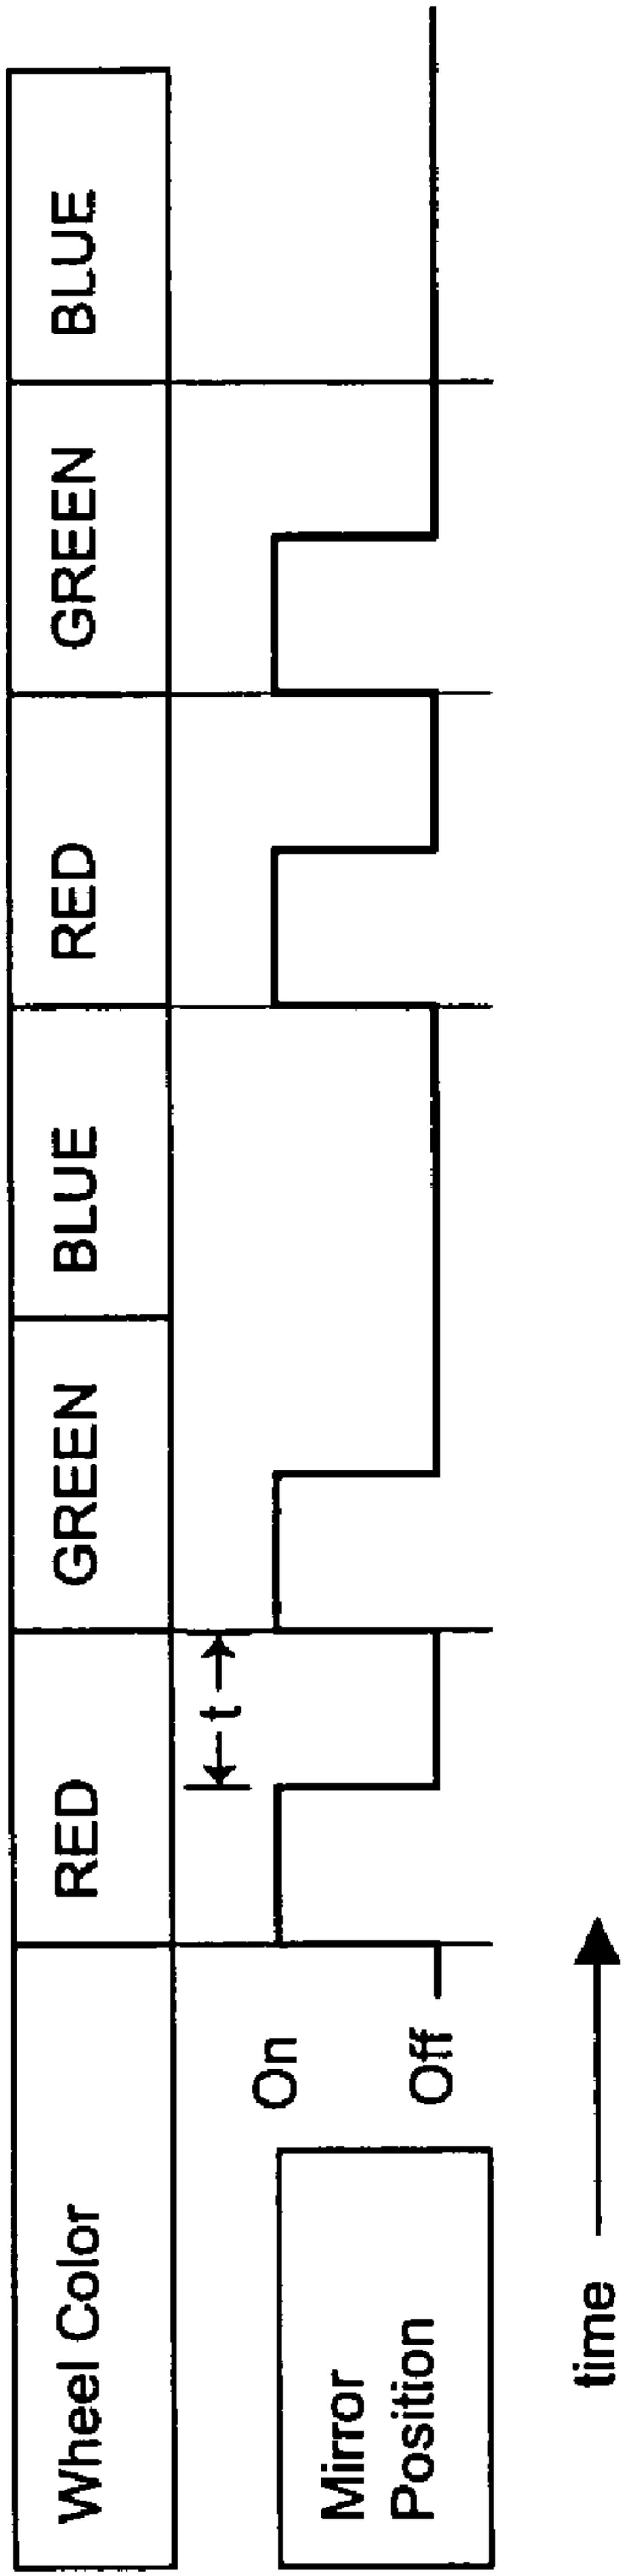 Wheel Color RED GREEN BLUE RED GREEN BLUE
t
On
Off
Mirror
Position
time